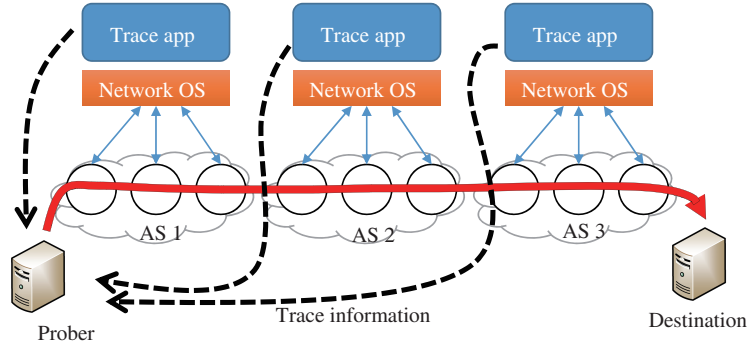 Trace app
Trace app
Trace app
Network OS
Network OS
Network OS
AS 1
AS 2
AS 3
Trace information
Prober
Destination